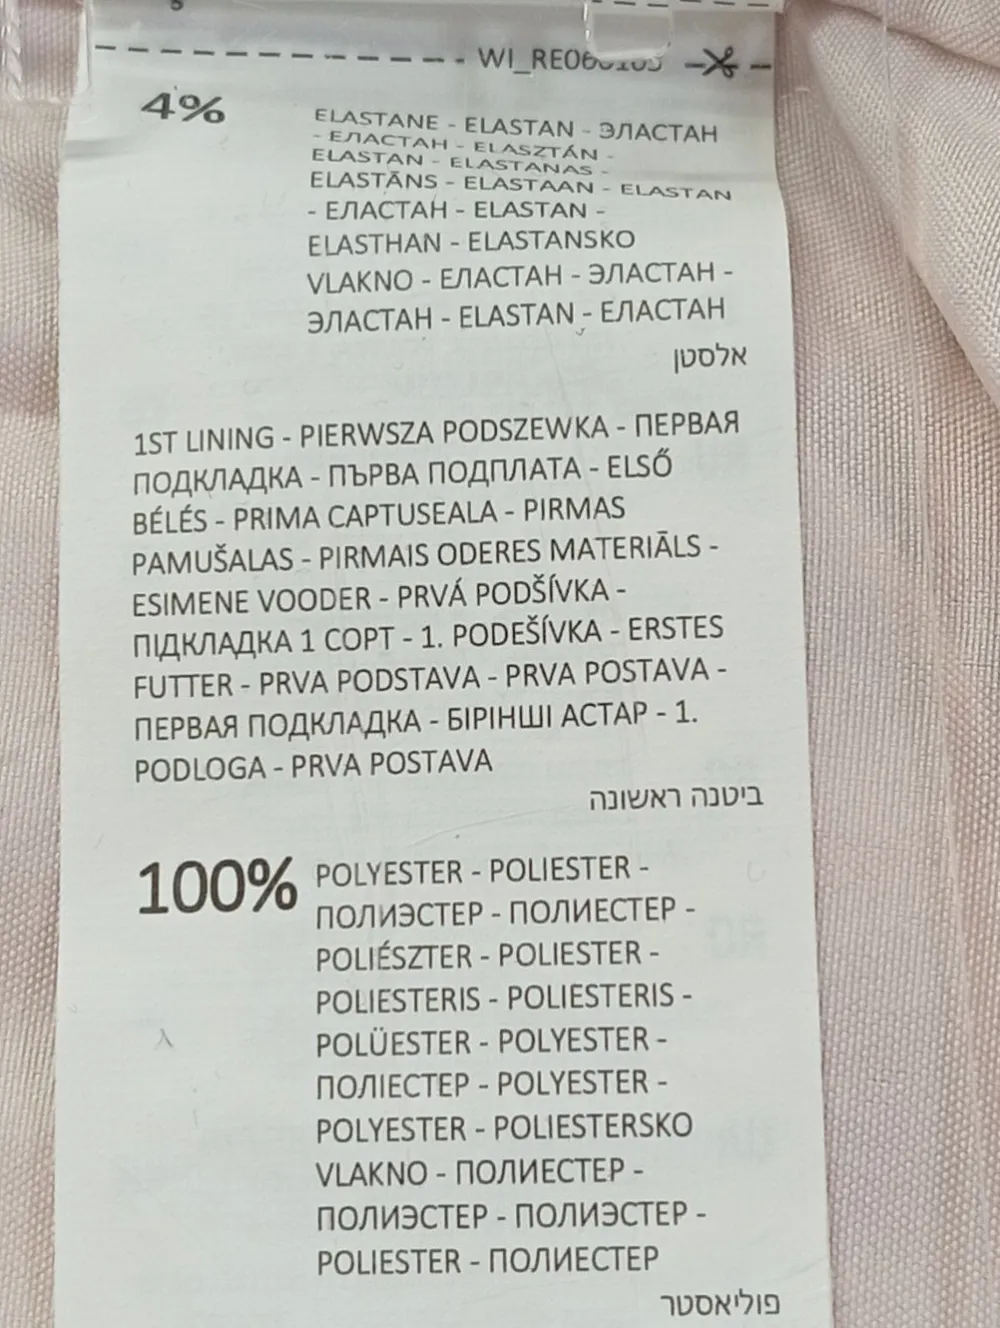 4%
ELASTANE - ELASTAN - ЭЛАСТАН
- ЕЛАСТАН - ELASZTÁN -
ELASTAN - ELASTANAS -
ELASTĀNS - ELASTAAN - ELASTAN
- ЕЛАСТАН - ELASTAN -
ELASTHAN - ELASTANSKO
VLAKNO - ЕЛАСТАН - ЭЛАСТАН -
ЭЛАСТАН - ELASTAN - ЕЛАСТАН
אלסטן
1ST LINING - PIERWSZA PODSZEWKA - ПЕРВАЯ
ПОДКЛАДКА - ПЪРВА ПОДПЛАТА - ELSŐ
BÉLÉS - PRIMA CAPTUSEALA - PIRMAS
PAMUŠALAS - PIRMAIS ODERES MATERIĀLS -
ESIMENE VOODER - PRVÁ PODŠÍVKA -
ПІДКЛАДКА 1 СОРТ - 1. PODEŠÍVKA - ERSTES
FUTTER - PRVA PODSTAVA - PRVA POSTAVA -
ПЕРВАЯ ПОДКЛАДКА - БІРІНШІ АСТАР - 1.
PODLOGA - PRVA POSTAVA
ביטנה ראשונה
100%
POLYESTER - POLIESTER -
ПОЛИЭСТЕР - ПОЛИЕСТЕР -
POLIÉSZTER - POLIESTER -
POLIESTERIS - POLIESTERIS -
POLÜESTER - POLYESTER -
ПОЛІЕСТЕР - POLYESTER -
POLYESTER - POLIESTERSKO
VLAKNO - ПОЛИЕСТЕР -
ПОЛИЭСТЕР - ПОЛИЭСТЕР -
POLIESTER - ПОЛИЕСТЕР
פוליאסטר